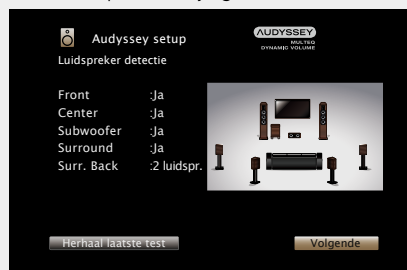 Audyssey setup
AUDYSSEY
MULTEQ
DYNAMIC VOLUME
Luidspreker detectie
Front :Ja
Center :Ja
Subwoofer :Ja
Surround :Ja
Surr. Back :2 luidspr.
Herhaal laatste test
Volgende